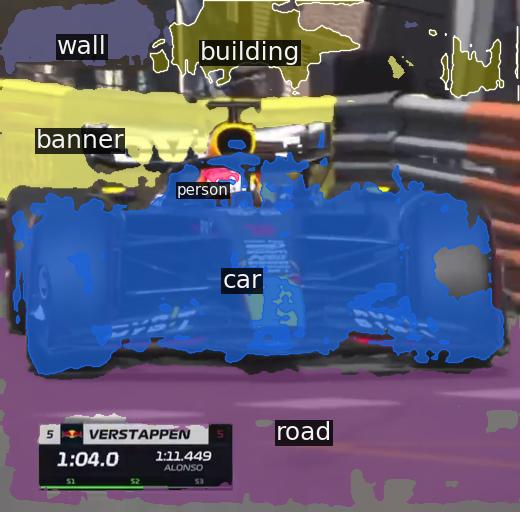 wall
building
banner
person
car
road
5 VERSTAPPEN 5
1:04.0 1:11.449
ALONSO
S1 S2 S3